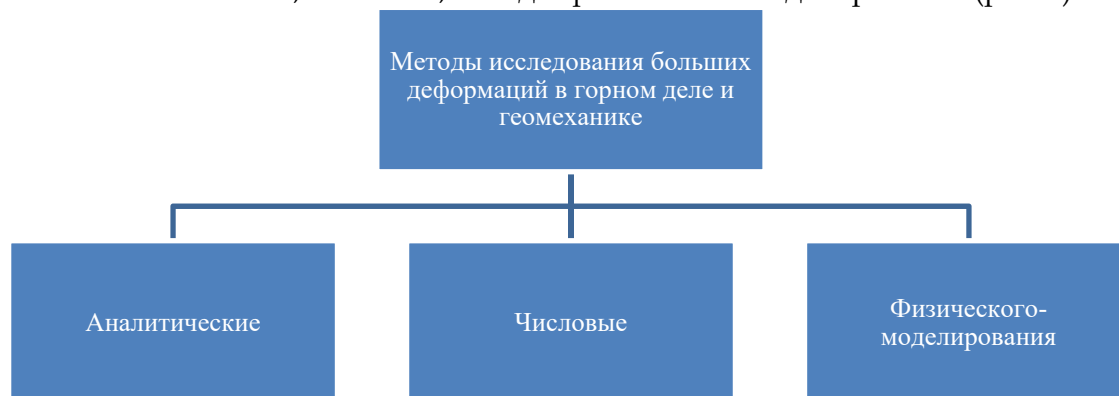 Методы исследования больших
деформаций в горном деле и
геомеханике
Аналитические
Числовые
Физического-
моделирования